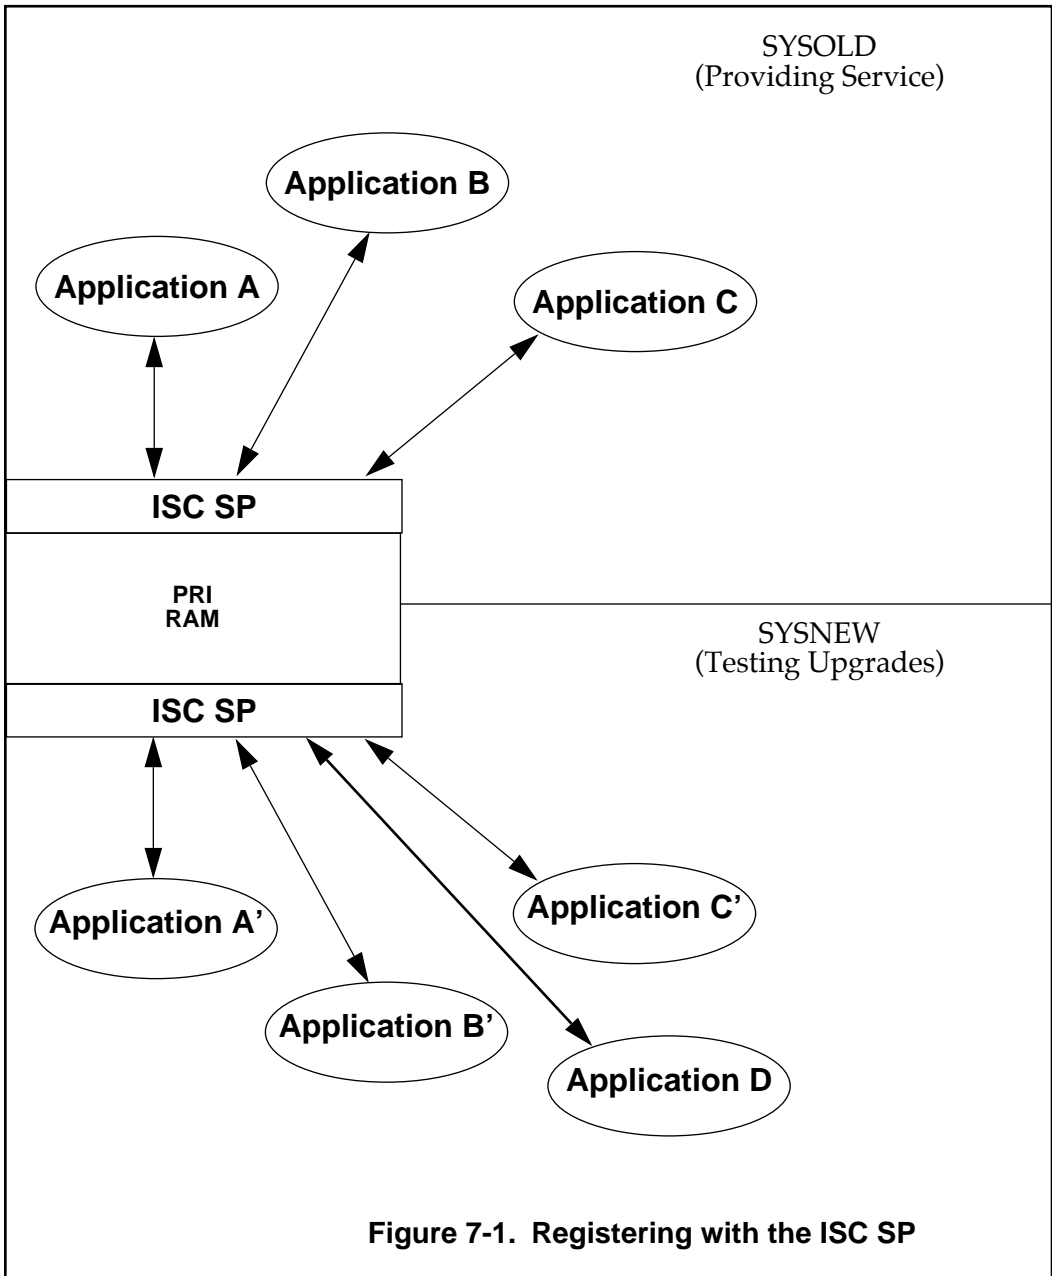 SYSOLD
(Providing Service)
Application B
Application A
Application C
ISC SP
PRI
RAM
SYSNEW
(Testing Upgrades)
ISC SP
Application A’
Application C’
Application B’
Application D
Figure 7-1. Registering with the ISC SP